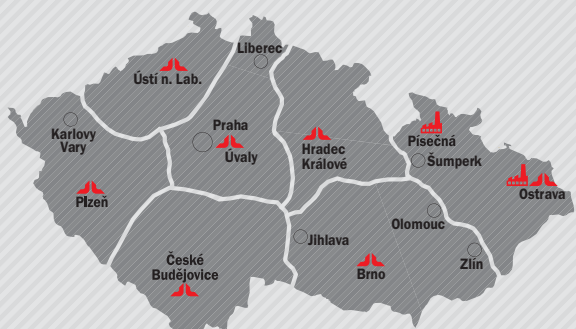 Liberec
Ústí n. Lab.
Karlovy
Vary
Praha
Úvaly
Hradec
Králové
Písečná
Šumperk
Plzeň
Ostrava
Olomouc
Jihlava
České
Budějovice
Brno
Zlín